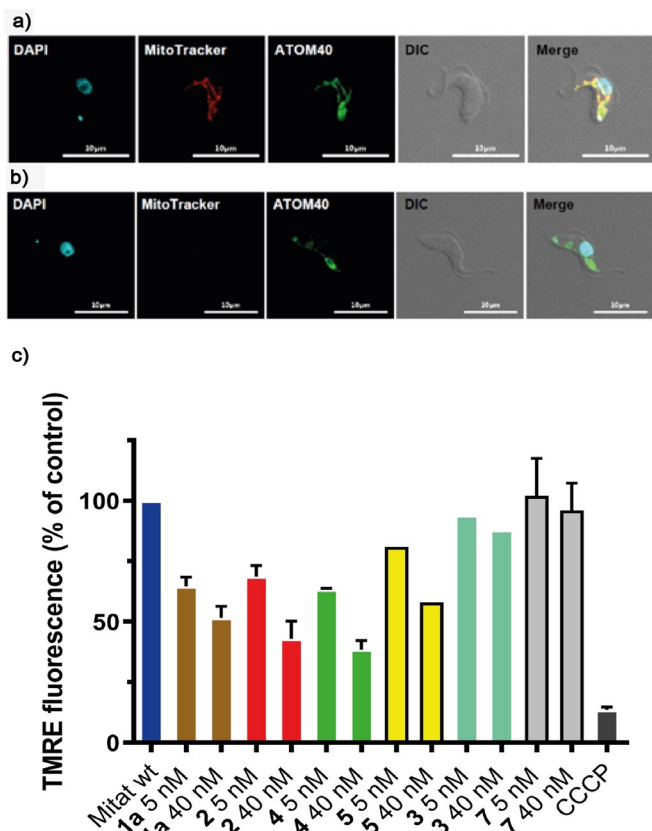 a)
DAPI MitoTracker ATOM40 DIC Merge
10µm 10µm 10µm 10µm 10µm
b)
DAPI MitoTracker ATOM40 DIC Merge
10µm 10µm 10µm 10µm 10µm
c)
TMRE fluorescence (% of control)
100
50
0
Mitat wt
1a 5 nM
1a 40 nM
2 5 nM
2 40 nM
4 5 nM
4 40 nM
5 5 nM
5 40 nM
3 5 nM
3 40 nM
7 5 nM
7 40 nM
CCCP